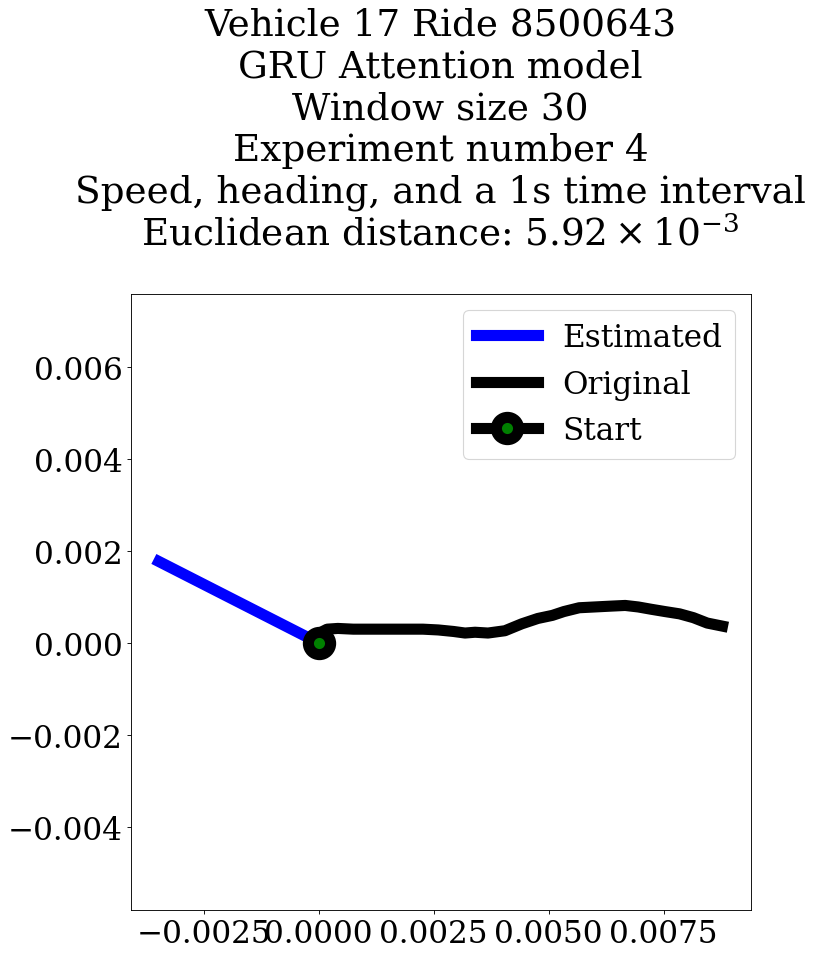 Vehicle 17 Ride 8500643
GRU Attention model
Window size 30
Experiment number 4
Speed, heading, and a 1s time interval
Euclidean distance: 5.92 × 10⁻³
Estimated
Original
Start
0.006
0.004
0.002
0.000
−0.002
−0.004
−0.0025 0.0000 0.0025 0.0050 0.0075